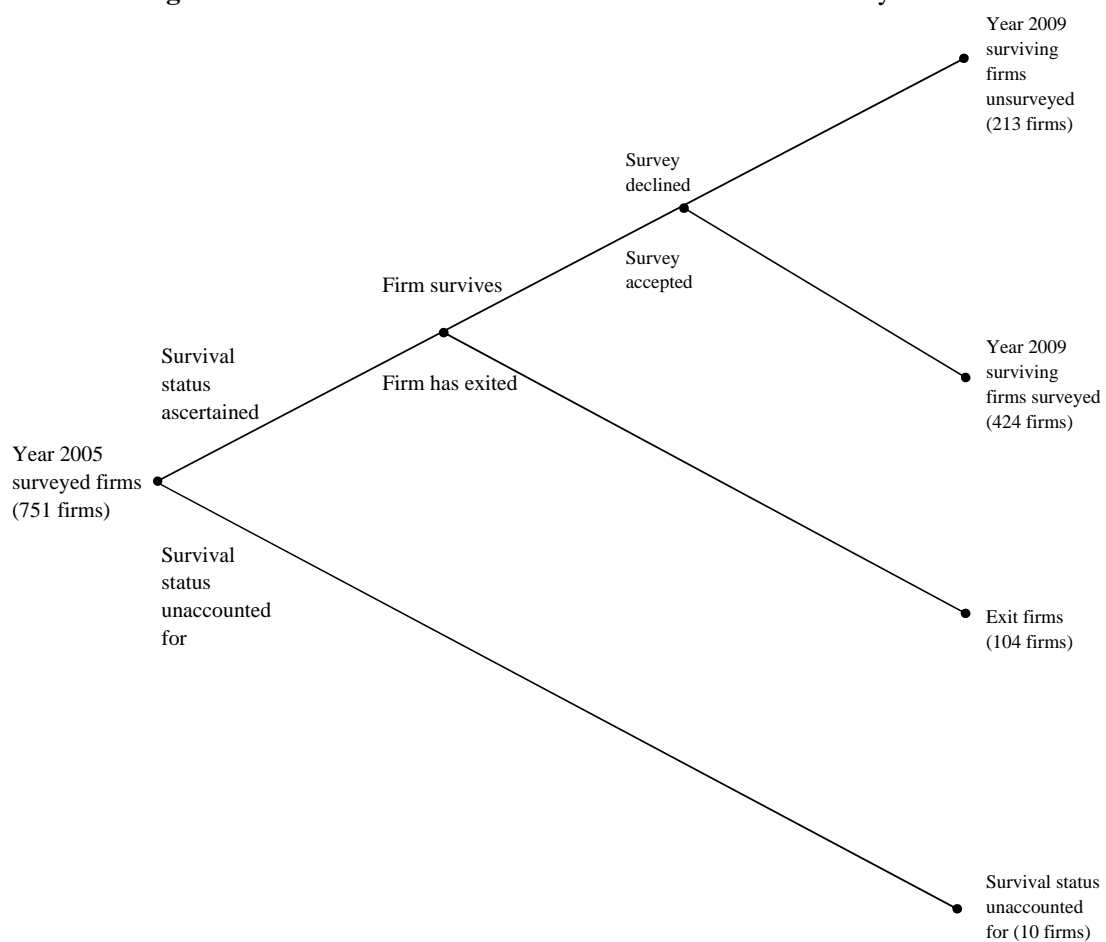 Year 2009
surviving
firms
unsurveyed
(213 firms)
Survey
declined
Survey
accepted
Firm survives
Year 2009
surviving
firms surveyed
(424 firms)
Survival
status
ascertained
Firm has exited
Year 2005
surveyed firms
(751 firms)
Survival
status
unaccounted
for
Exit firms
(104 firms)
Survival status
unaccounted
for (10 firms)